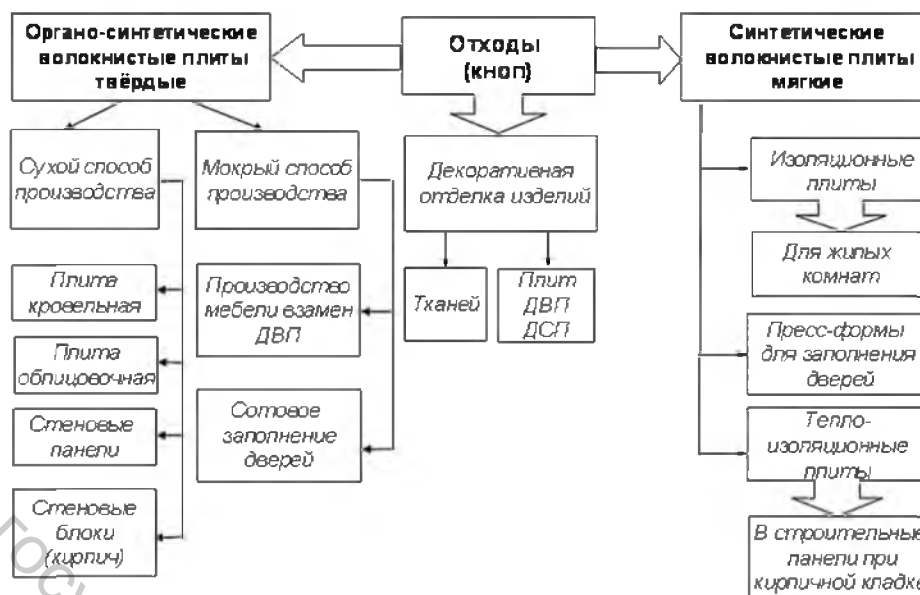 Органо-синтетические
волокнистые плиты
твёрдые
Отходы
(кноп)
Синтетические
волокнистые плиты
мягкие
Сухой способ
производства
Мокрый способ
производства
Декоративная
отделка изделий
Изоляционные
плиты
Для жилых
комнат
Плита
кровельная
Производство
мебели взамен
ДВП
Тканей
Плит
ДВП
ДСП
Пресс-формы
для заполнения
дверей
Плита
облицовочная
Стеновые
панели
Сотовое
заполнение
дверей
Тепло-
изоляционные
плиты
Стеновые
блоки
(кирпич)
В строительные
панели при
кирпичной кладке